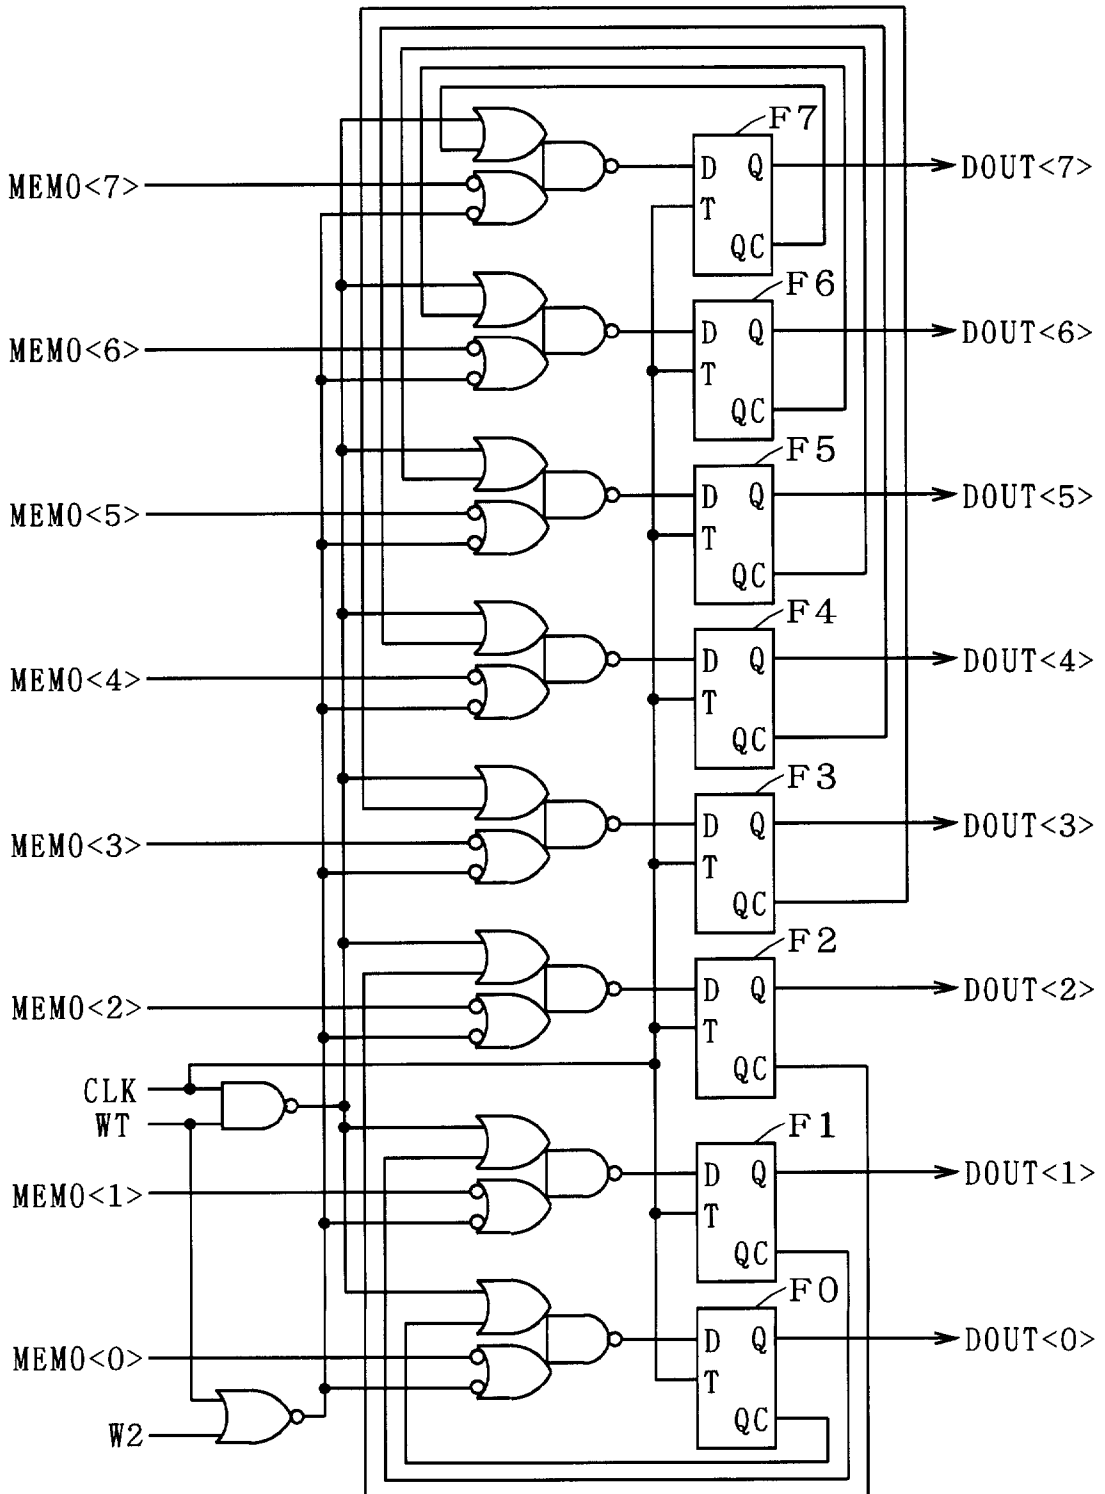 F7
D Q
DOUT<7>
MEMO<7>
T
QC
F6
D Q
DOUT<6>
MEMO<6>
T
QC
F5
D Q
DOUT<5>
MEMO<5>
T
QC
F4
D Q
DOUT<4>
MEMO<4>
T
QC
F3
D Q
DOUT<3>
MEMO<3>
T
QC
F2
D Q
DOUT<2>
MEMO<2>
T
QC
CLK
WT
F1
D Q
DOUT<1>
MEMO<1>
T
QC
F0
D Q
DOUT<0>
MEMO<0>
T
QC
W2